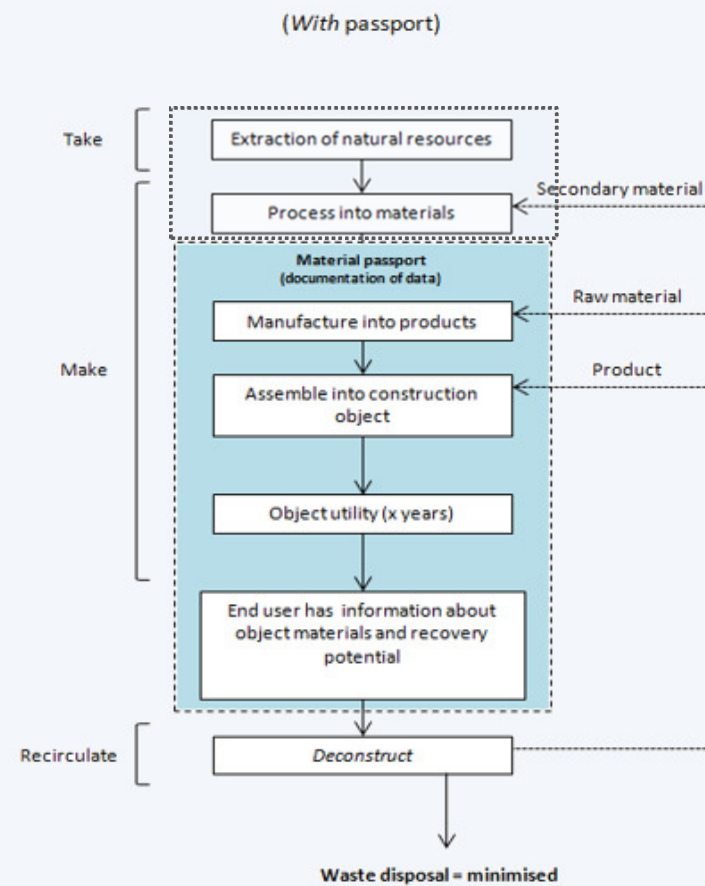 (With passport)
Take
Extraction of natural resources
Secondary material
Process into materials
Material passport
(documentation of data)
Raw material
Manufacture into products
Make
Product
Assemble into construction
object
Object utility (x years)
End user has information about
object materials and recovery
potential
Recirculate
Deconstruct
Waste disposal = minimised